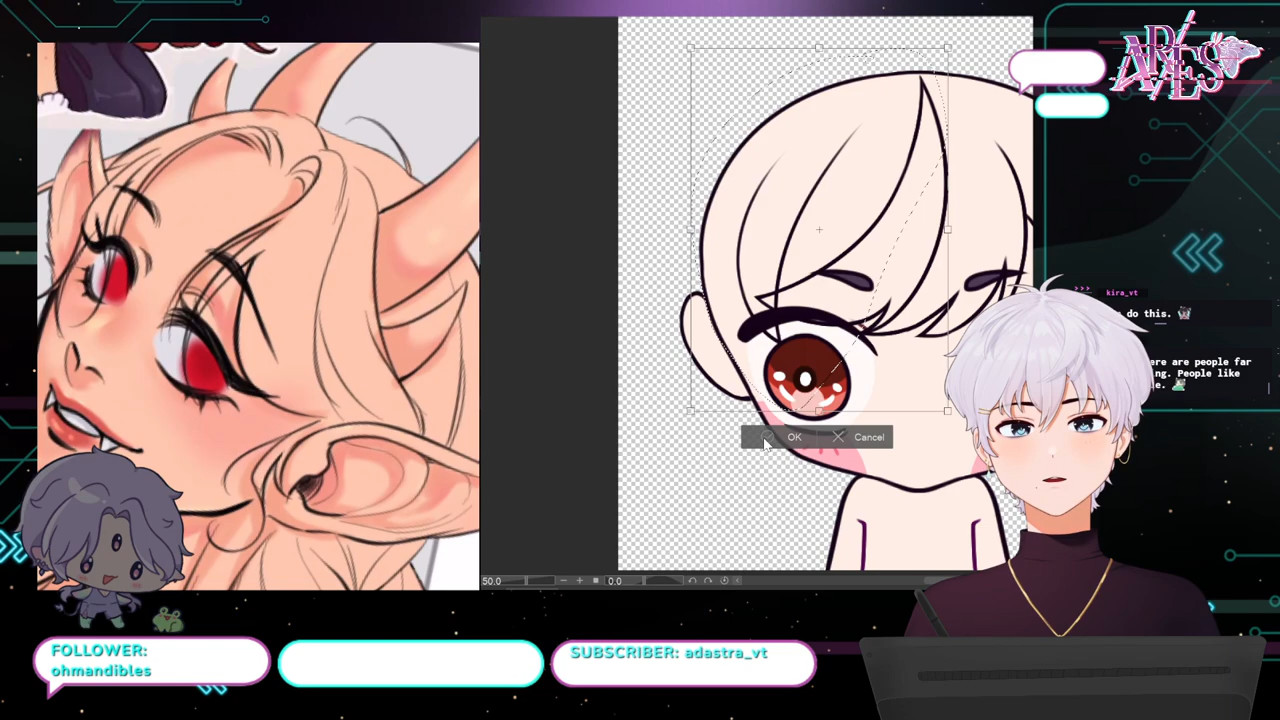 ARES
kira_vt
do this.
ere are people far
ng. People like
e.
OK
Cancel
50.0
0.0
FOLLOWER:
ohmandibles
SUBSCRIBER: adastra_vt